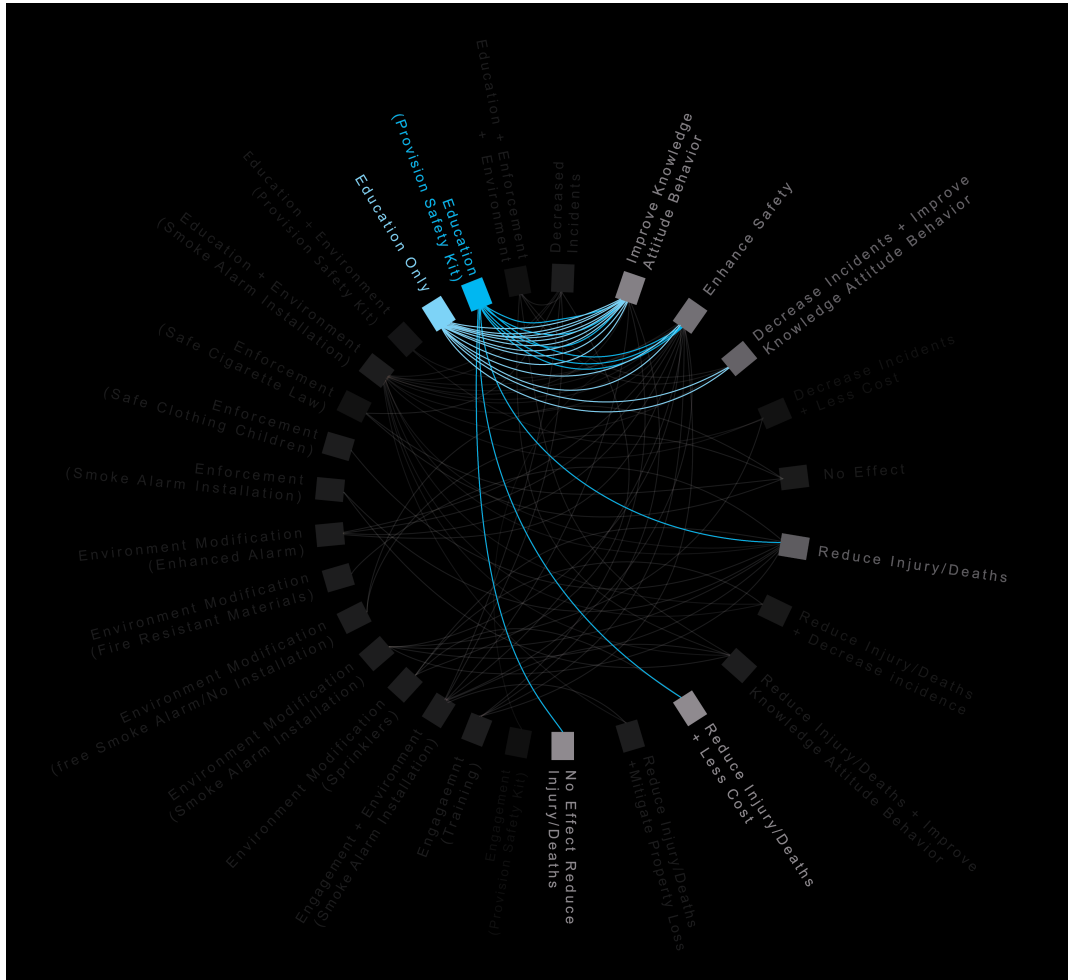 Education + Enforcement
+ Environment
Decreased
Incidents
Improve Knowledge
Attitude Behavior
Enhance Safety
Decrease Incidents + Improve
Knowledge Attitude Behavior
Decrease Incidents
+ Less Cost
No Effect
Reduce Injury/Deaths
Reduce Injury/Deaths
+ Decrease incidence
Reduce Injury/Deaths + Improve
Knowledge Attitude Behavior
Reduce Injury/Deaths
+ Less Cost
Reduce Injury/Deaths
+Mitigate Property Loss
No Effect Reduce
Injury/Deaths
Engagement
(Provision Safety Kit)
Engagaemnt
(Training)
Engagement + Environment
(Smoke Alarm Installation)
Environment Modification
(Sprinklers)
Environment Modification
(Smoke Alarm Installation)
Environment Modification
(free Smoke Alarm/No Installation)
Environment Modification
(Fire Resistant Materials)
Environment Modification
(Enhanced Alarm)
Enforcement
(Smoke Alarm Installation)
Enforcement
(Safe Clothing Children)
Enforcement
(Safe Cigarette Law)
Education + Environment
(Smoke Alarm Installation)
Education + Environment
(Provision Safety Kit)
Education Only
Education
(Provision Safety Kit)